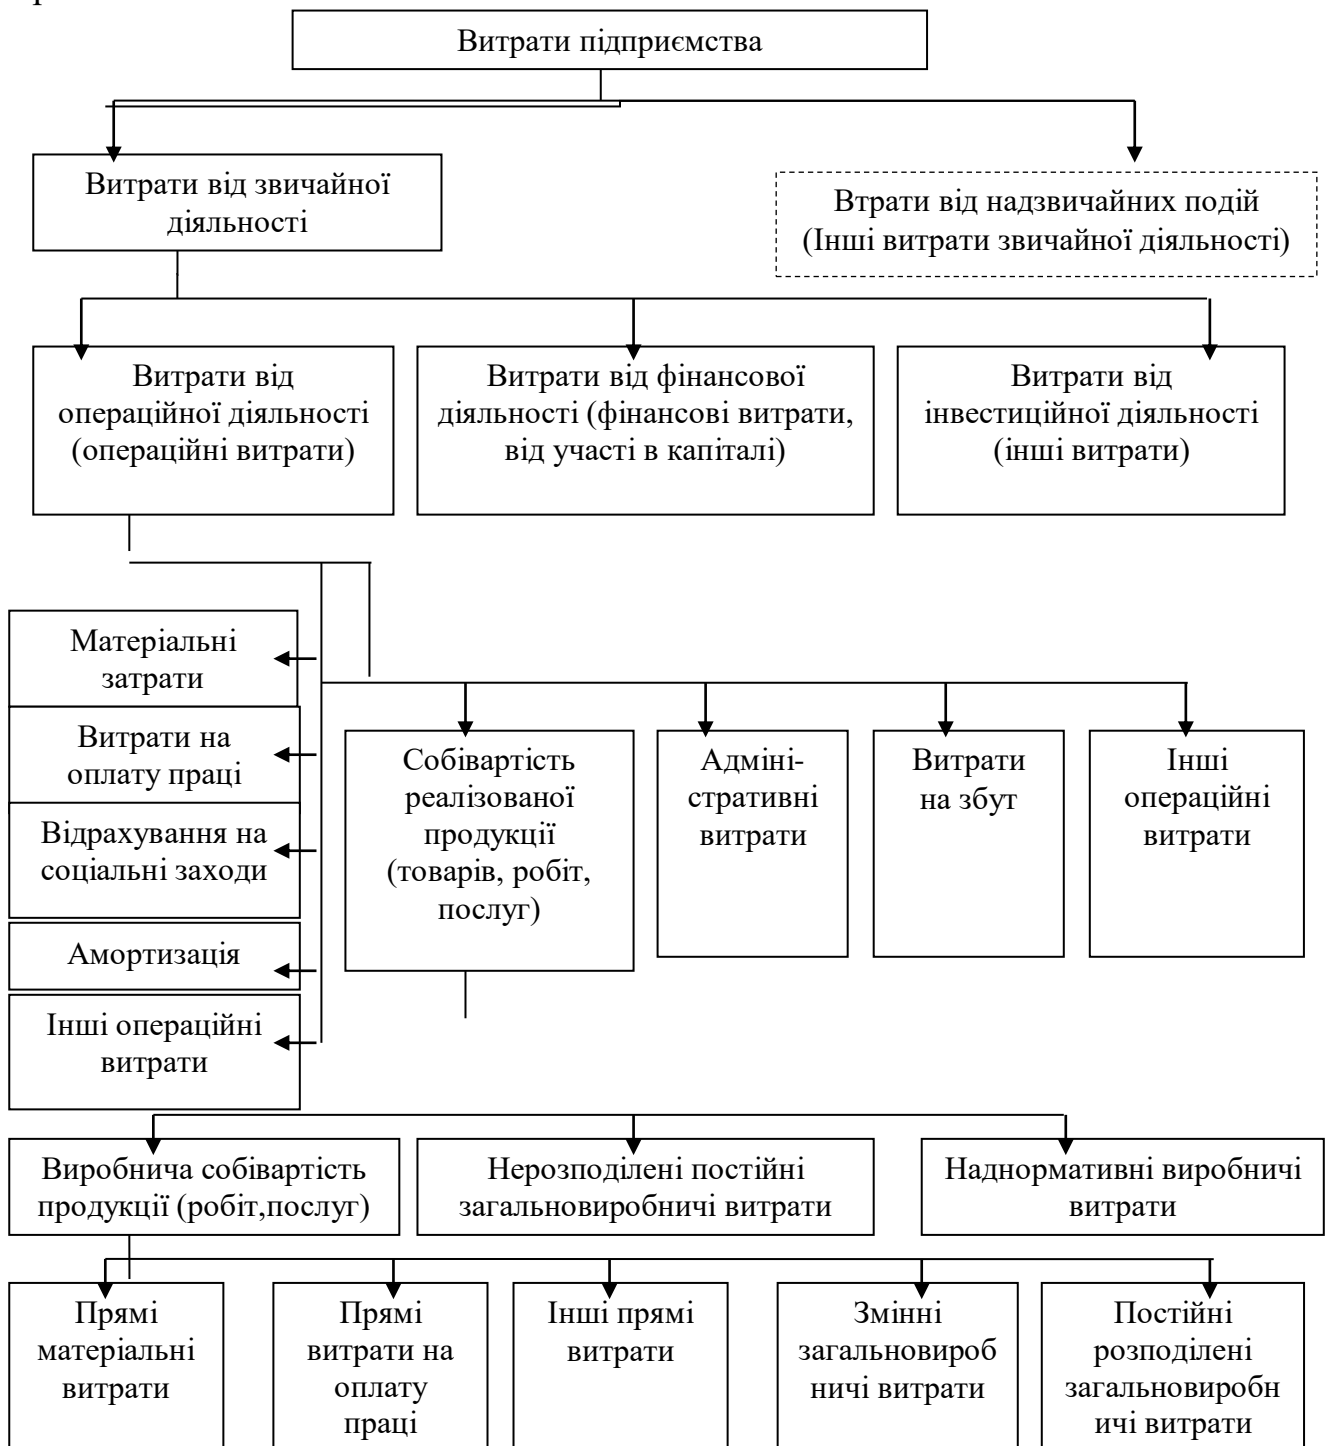 Витрати підприємства
Витрати від звичайної
діяльності
Втрати від надзвичайних подій
(Інші витрати звичайної діяльності)
Витрати від
операційної діяльності
(операційні витрати)
Витрати від фінансової
діяльності (фінансові витрати,
від участі в капіталі)
Витрати від
інвестиційної діяльності
(інші витрати)
Матеріальні
затрати
Витрати на
оплату праці
Відрахування на
соціальні заходи
Амортизація
Інші операційні
витрати
Собівартість
реалізованої
продукції
(товарів, робіт,
послуг)
Адміні-
стративні
витрати
Витрати
на збут
Інші
операційні
витрати
Виробнича собівартість
продукції (робіт,послуг)
Нерозподілені постійні
загальновиробничі витрати
Наднормативні виробничі
витрати
Прямі
матеріальні
витрати
Прямі
витрати на
оплату
праці
Інші прямі
витрати
Змінні
загальновироб
ничі витрати
Постійні
розподілені
загальновиробн
ичі витрати